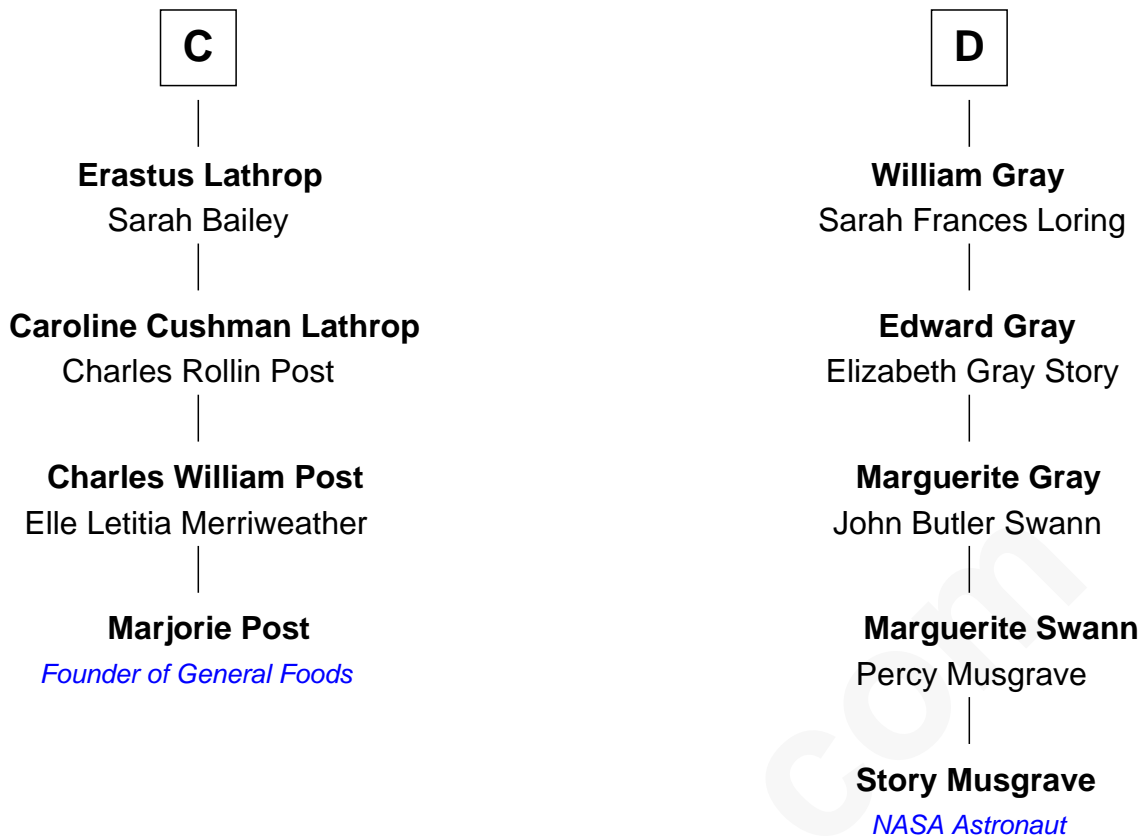 C
Erastus Lathrop
Sarah Bailey
Caroline Cushman Lathrop
Charles Rollin Post
Charles William Post
Elle Letitia Merriweather
Marjorie Post
Founder of General Foods
D
William Gray
Sarah Frances Loring
Edward Gray
Elizabeth Gray Story
Marguerite Gray
John Butler Swann
Marguerite Swann
Percy Musgrave
Story Musgrave
NASA Astronaut
com